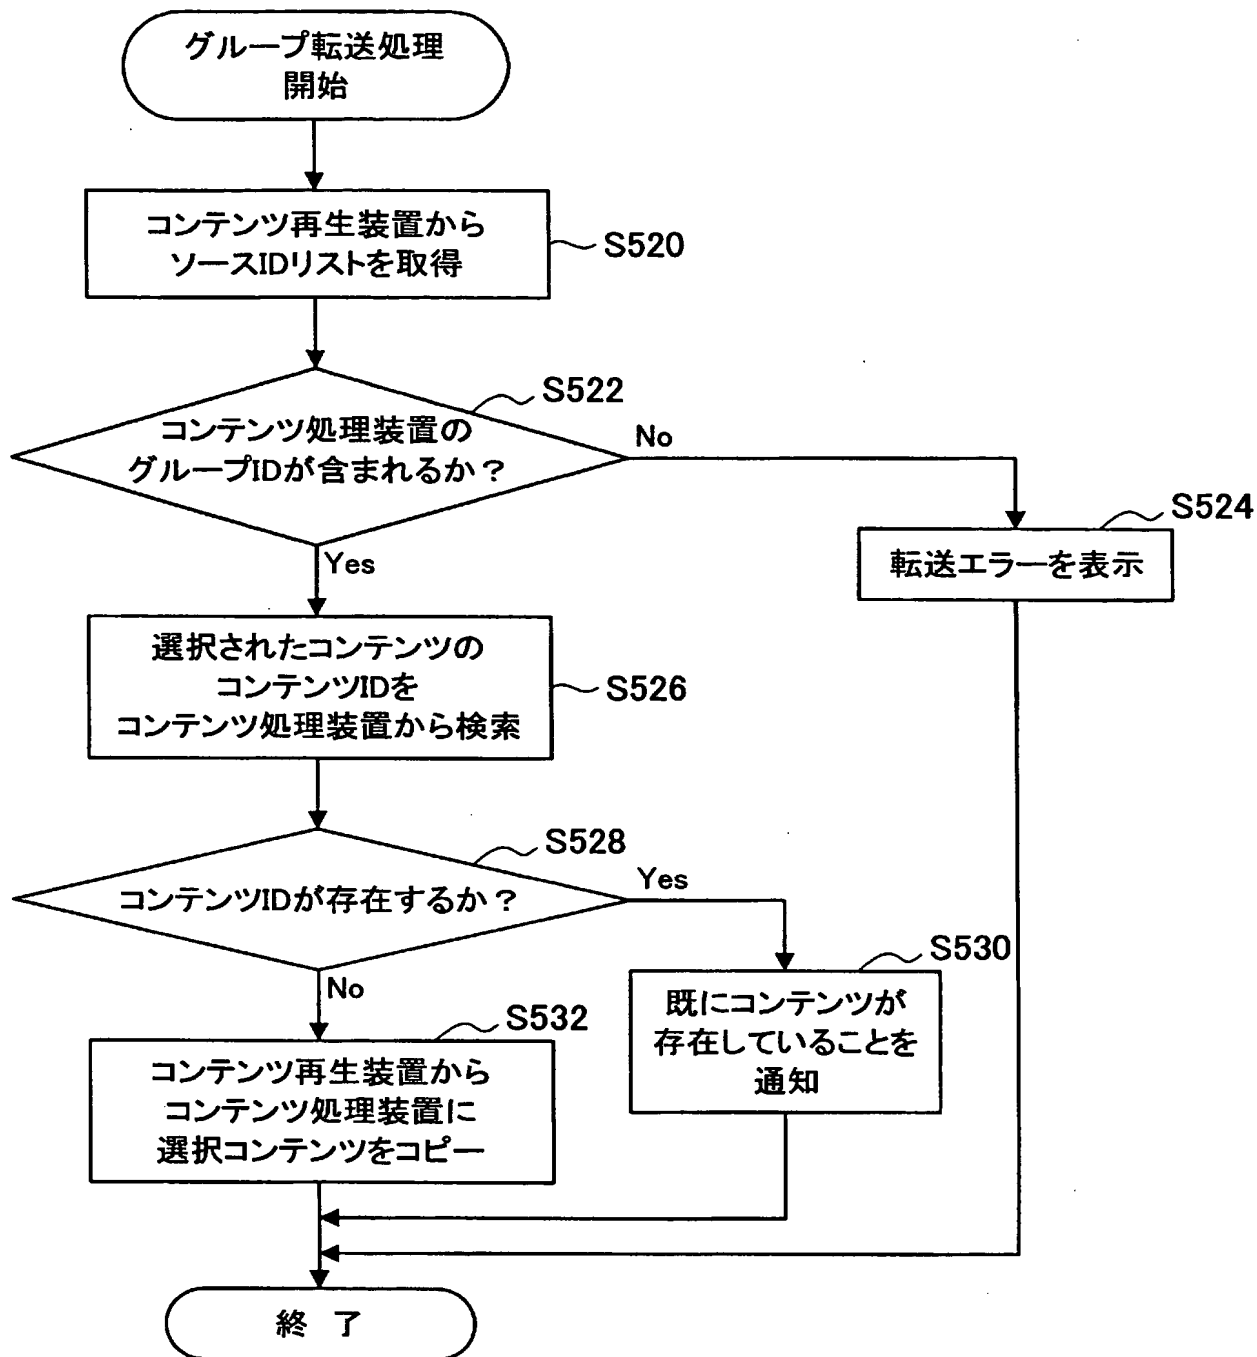 グループ転送処理
開始
コンテンツ再生装置から
ソースIDリストを取得
S520
S522
コンテンツ処理装置の
グループIDが含まれるか？
No
Yes
S524
転送エラーを表示
選択されたコンテンツの
コンテンツIDを
コンテンツ処理装置から検索
S526
S528
コンテンツIDが存在するか？
Yes
No
S530
既にコンテンツが
存在していることを
通知
S532
コンテンツ再生装置から
コンテンツ処理装置に
選択コンテンツをコピー
終 了